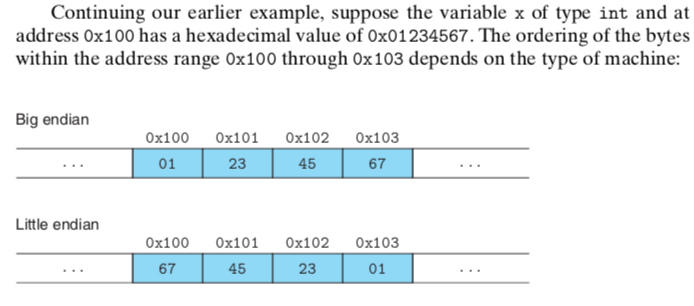 Continuing our earlier example, suppose the variable x of type int and at
address 0x100 has a hexadecimal value of 0x01234567. The ordering of the bytes
within the address range 0x100 through 0x103 depends on the type of machine:
Big endian
0x100 0x101 0x102 0x103
... 01 23 45 67 ...
Little endian
0x100 0x101 0x102 0x103
... 67 45 23 01 ...